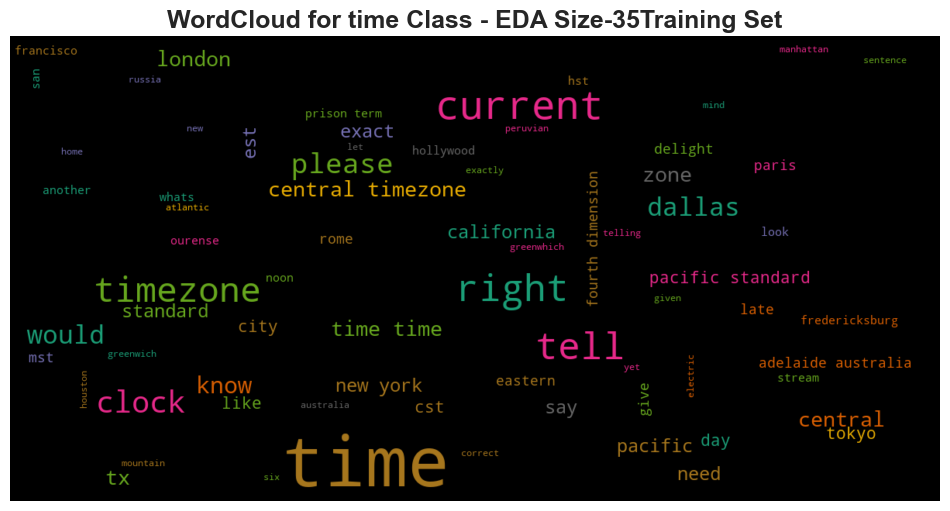 WordCloud for time Class - EDA Size-35Training Set
francisco
london
manhattan
sentence
san
russia
hst
current
mind
prison term
new
est
exact
peruvian
let
hollywood
delight
home
please
exactly
paris
zone
another
central timezone
whats
atlantic
dallas
fourth dimension
california
telling
look
ourense
rome
greenwhich
noon
timezone
right
pacific standard
given
standard
late
city
time time
fredericksburg
would
tell
mst
greenwich
yet
adelaide australia
houston
know
new york
eastern
electric
stream
clock
like
australia
cst
say
give
central
tokyo
time
pacific
day
correct
mountain
tx
six
need